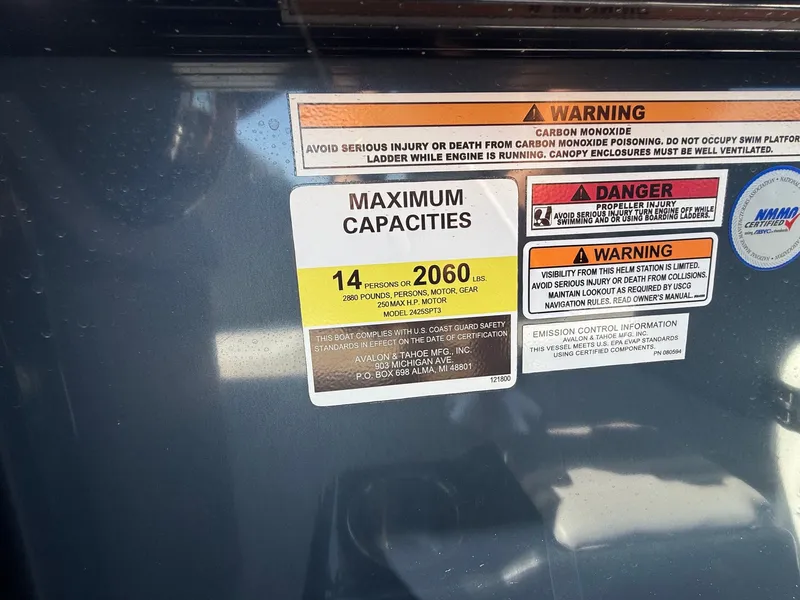 WARNING
CARBON MONOXIDE
AVOID SERIOUS INJURY OR DEATH FROM CARBON MONOXIDE POISONING. DO NOT OCCUPY SWIM PLATFOR
LADDER WHILE ENGINE IS RUNNING. CANOPY ENCLOSURES MUST BE WELL VENTILATED.
MAXIMUM
CAPACITIES
14 PERSONS OR 2060 LBS.
2880 POUNDS, PERSONS, MOTOR, GEAR
250 MAX H.P. MOTOR
MODEL 2425SPT3
THIS BOAT COMPLIES WITH U.S. COAST GUARD SAFETY
STANDARDS IN EFFECT ON THE DATE OF CERTIFICATION
AVALON & TAHOE MFG., INC.
903 MICHIGAN AVE.
P.O. BOX 698 ALMA, MI 48801
121800
DANGER
PROPELLER INJURY
AVOID SERIOUS INJURY TURN ENGINE OFF WHILE
SWIMMING AND OR USING BOARDING LADDERS.
WARNING
VISIBILITY FROM THIS HELM STATION IS LIMITED.
AVOID SERIOUS INJURY OR DEATH FROM COLLISIONS.
MAINTAIN LOOKOUT AS REQUIRED BY USCG
NAVIGATION RULES. READ OWNER'S MANUAL.
EMISSION CONTROL INFORMATION
AVALON & TAHOE MFG. INC.
THIS VESSEL MEETS U.S. EPA EVAP STANDARDS
USING CERTIFIED COMPONENTS.
PN 080594
NMMA
CERTIFIED
using ABYC standards